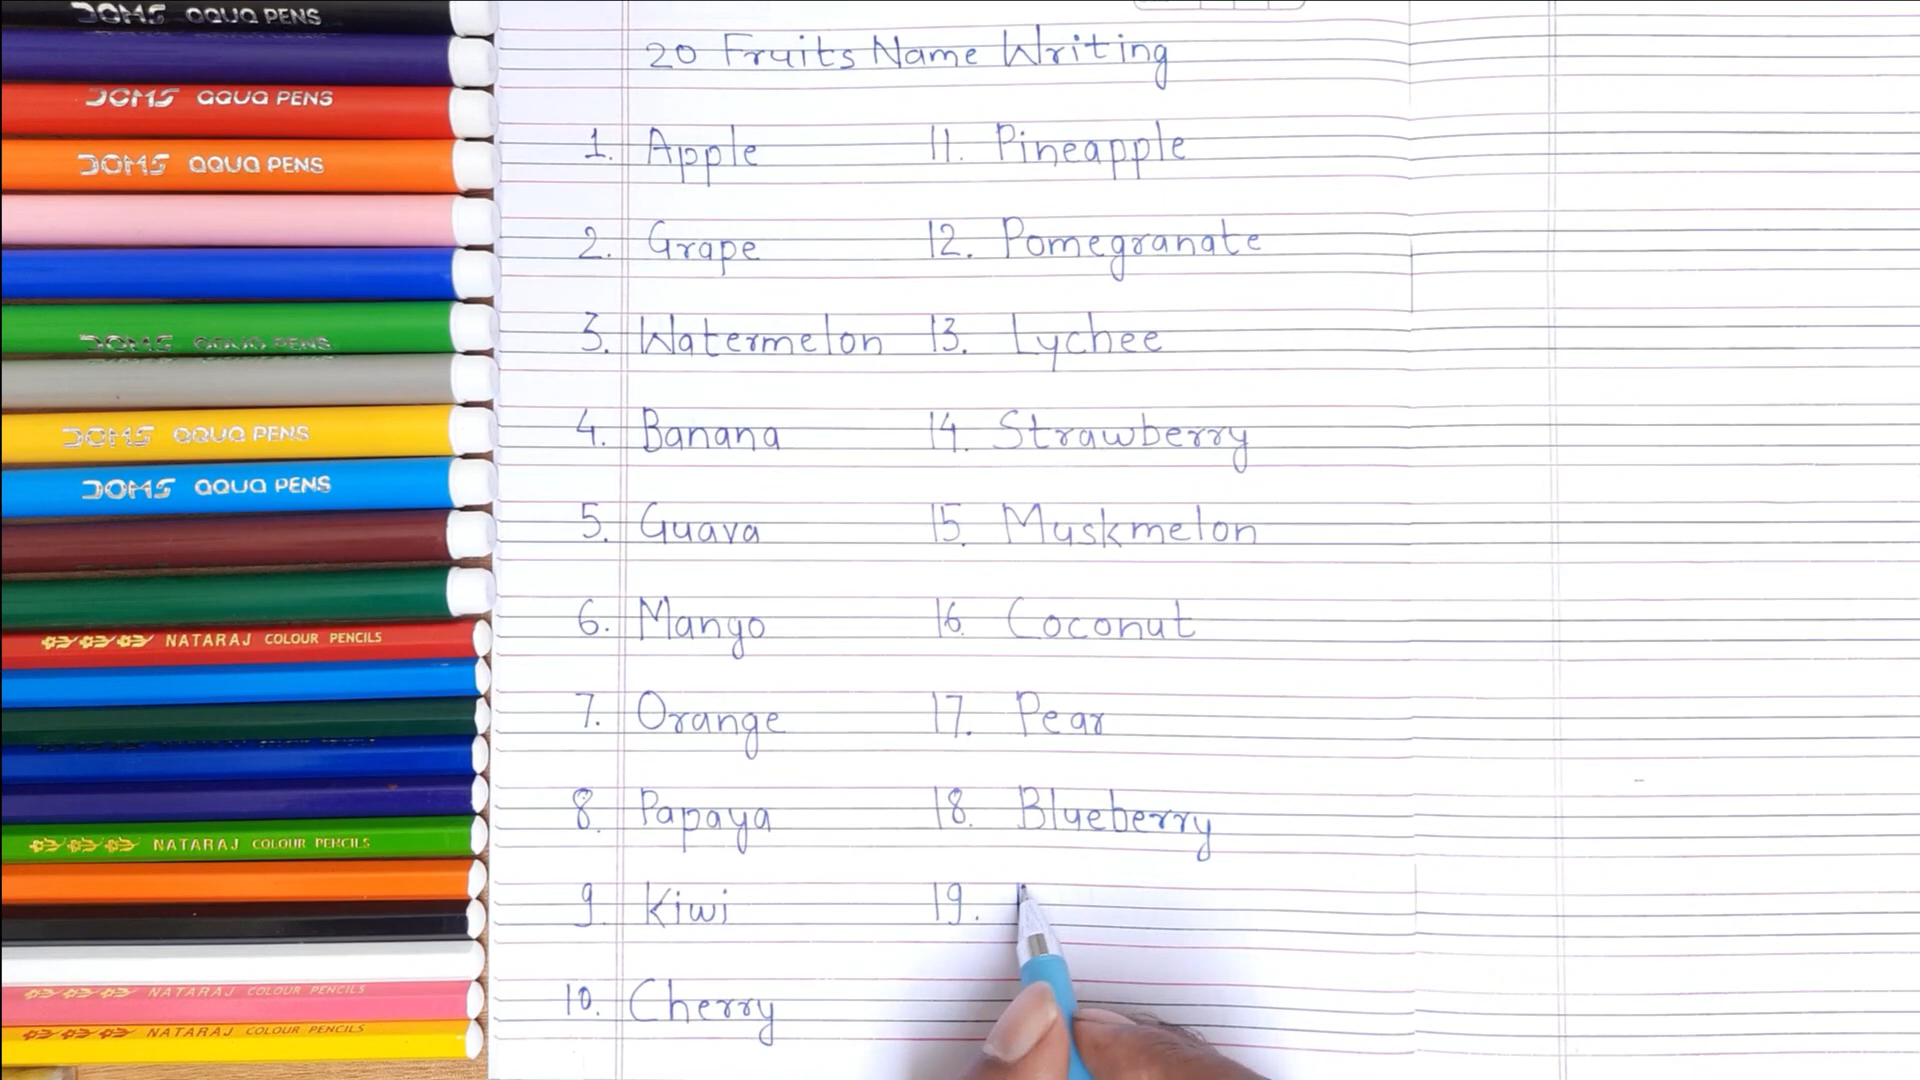 DOMS AQUA PENS
DOMS AQUA PENS
DOMS AQUA PENS
DOMS AQUA PENS
DOMS AQUA PENS
DOMS AQUA PENS
NATARAJ COLOUR PENCILS
NATARAJ COLOUR PENCILS
NATARAJ COLOUR PENCILS
NATARAJ COLOUR PENCILS
20 Fruits Name Writing
1. Apple 11. Pineapple
2. Grape 12. Pomegranate
3. Watermelon 13. Lychee
4. Banana 14. Strawberry
5. Guava 15. Muskmelon
6. Mango 16. Coconut
7. Orange 17. Pear
8. Papaya 18. Blueberry
9. Kiwi 19.
10. Cherry